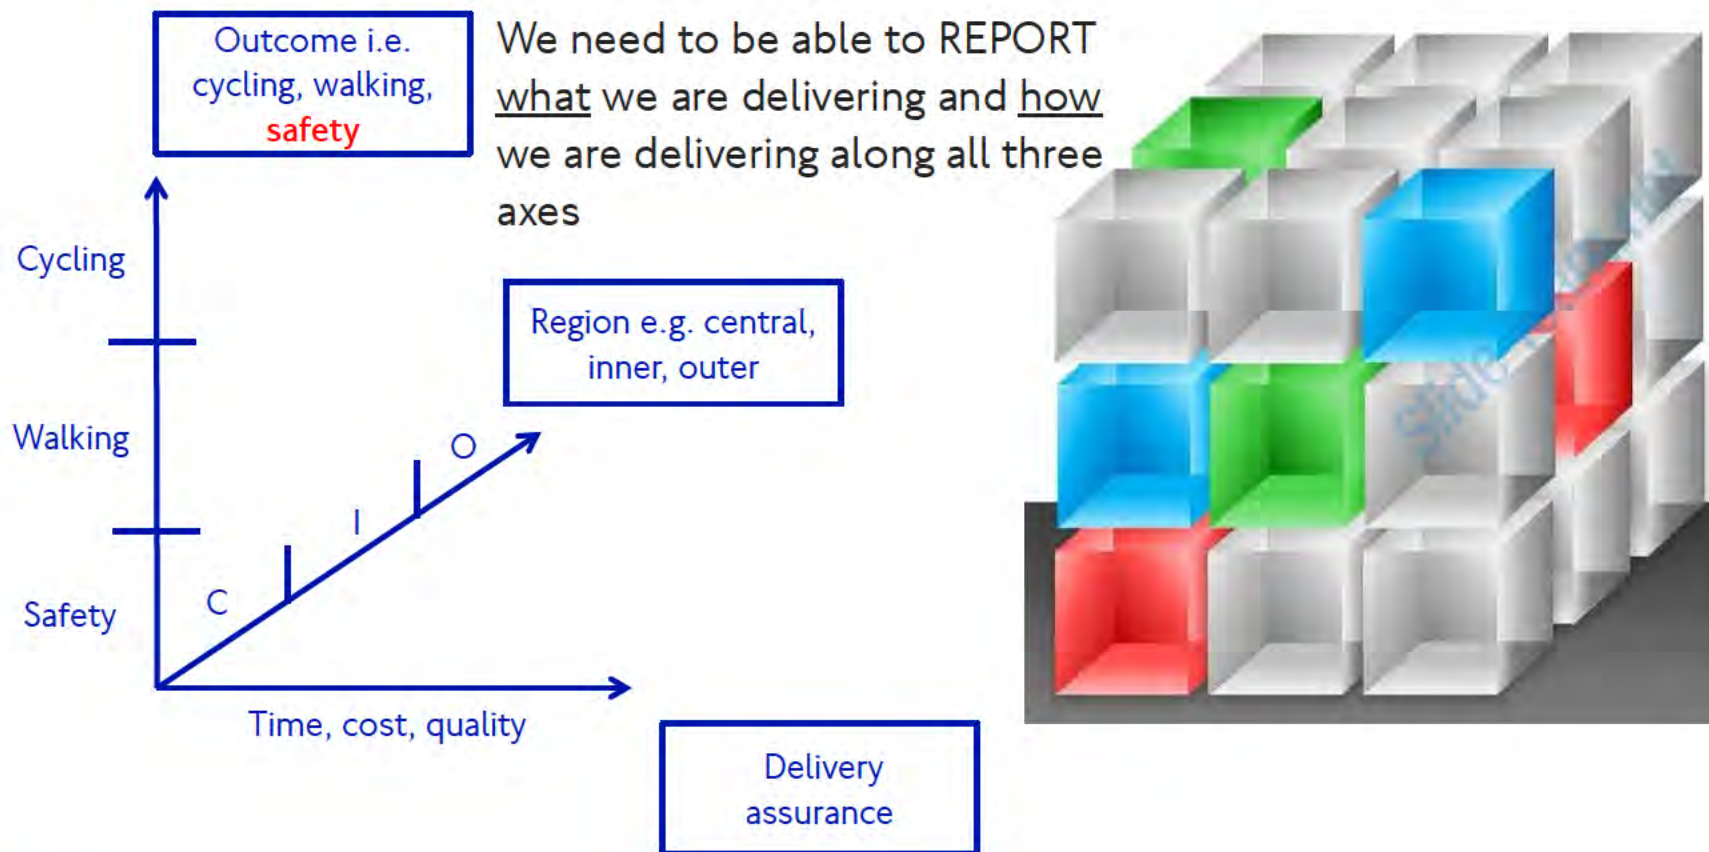 Outcome i.e.
cycling, walking,
safety
We need to be able to REPORT
what we are delivering and how
we are delivering along all three
axes
Cycling
Region e.g. central,
inner, outer
Walking
O
I
C
Safety
Time, cost, quality
Delivery
assurance